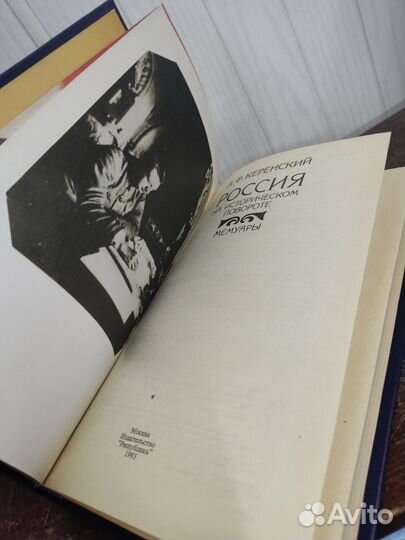 Ф. КЕРЕНСКИЙ
РОССИЯ
НА ИСТОРИЧЕСКОМ
ПОВОРОТЕ
МЕМУАРЫ
Москва
Издательство
"Республика"
1993
Avito